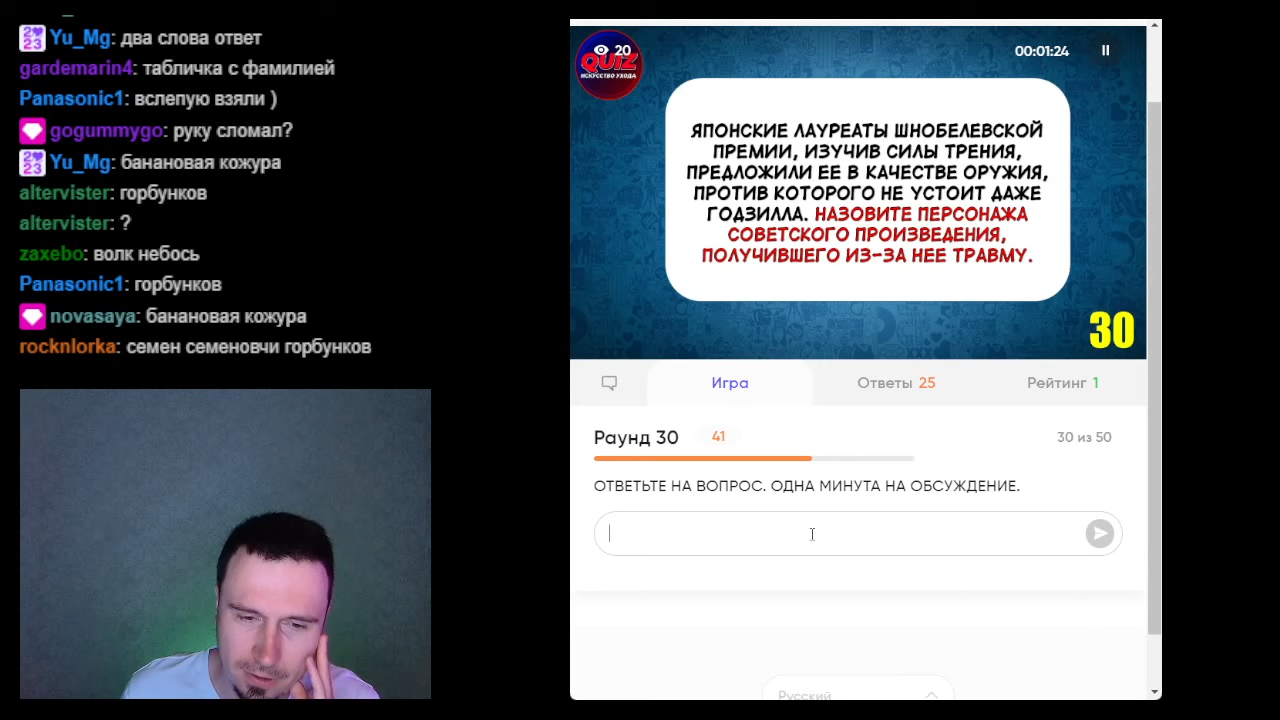 Yu_Mg: два слова ответ
gardemarin4: табличка с фамилией
Panasonic1: вслепую взяли )
gogummygo: руку сломал?
Yu_Mg: банановая кожура
altervister: горбунков
altervister: ?
zaxebo: волк небось
Panasonic1: горбунков
novasaya: банановая кожура
rocknlorka: семен семеновчи горбунков
20
QUIZ
ИСКУССТВО УХОДА
00:01:24
ЯПОНСКИЕ ЛАУРЕАТЫ ШНОБЕЛЕВСКОЙ
ПРЕМИИ, ИЗУЧИВ СИЛЫ ТРЕНИЯ,
ПРЕДЛОЖИЛИ ЕЕ В КАЧЕСТВЕ ОРУЖИЯ,
ПРОТИВ КОТОРОГО НЕ УСТОИТ ДАЖЕ
ГОДЗИЛЛА. НАЗОВИТЕ ПЕРСОНАЖА
СОВЕТСКОГО ПРОИЗВЕДЕНИЯ,
ПОЛУЧИВШЕГО ИЗ-ЗА НЕЕ ТРАВМУ.
30
Игра
Ответы 25
Рейтинг 1
Раунд 30 41
30 из 50
ОТВЕТЬТЕ НА ВОПРОС. ОДНА МИНУТА НА ОБСУЖДЕНИЕ.
Русский